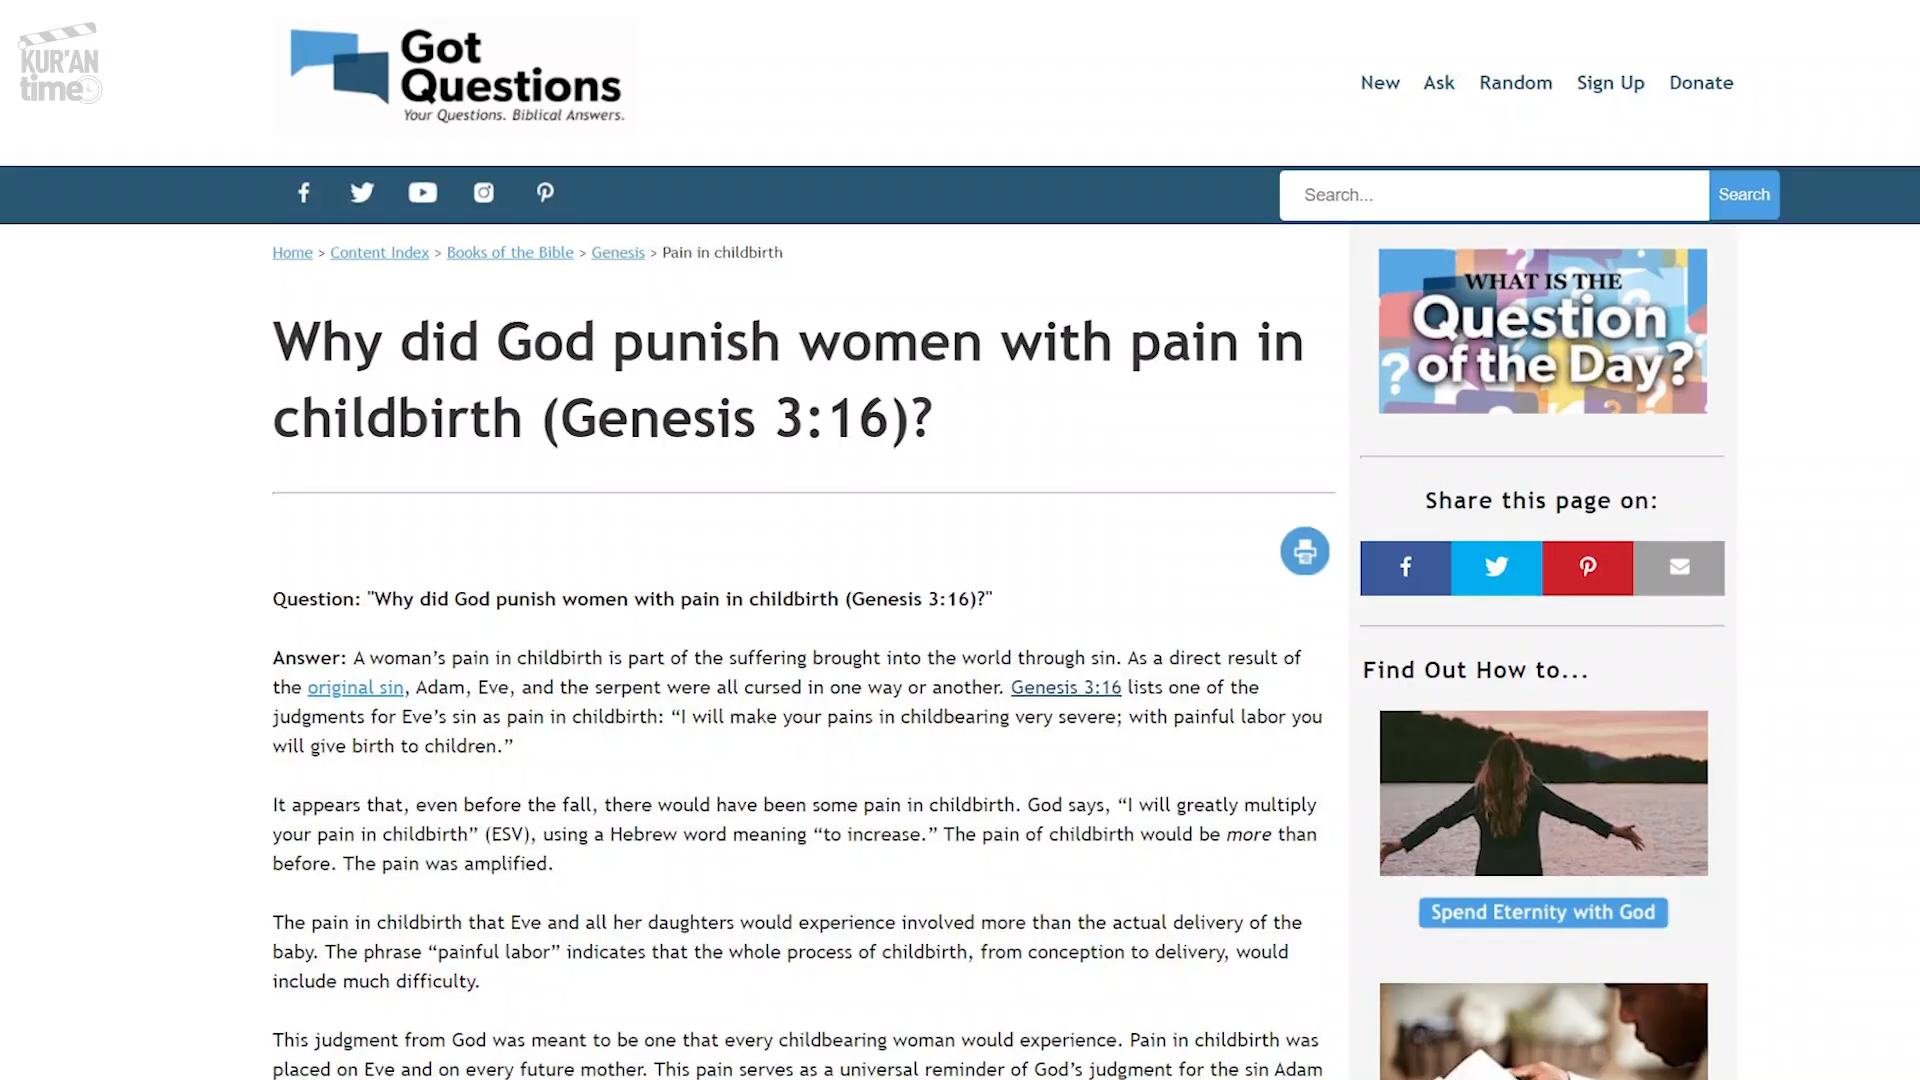 KUR'AN
time
Got
Questions
Your Questions. Biblical Answers.
New Ask Random Sign Up Donate
Search...
Search
Home > Content Index > Books of the Bible > Genesis > Pain in childbirth
Why did God punish women with pain in
childbirth (Genesis 3:16)?
Question: "Why did God punish women with pain in childbirth (Genesis 3:16)?"
Answer: A woman’s pain in childbirth is part of the suffering brought into the world through sin. As a direct result of
the original sin, Adam, Eve, and the serpent were all cursed in one way or another. Genesis 3:16 lists one of the
judgments for Eve’s sin as pain in childbirth: “I will make your pains in childbearing very severe; with painful labor you
will give birth to children.”
It appears that, even before the fall, there would have been some pain in childbirth. God says, “I will greatly multiply
your pain in childbirth” (ESV), using a Hebrew word meaning “to increase.” The pain of childbirth would be more than
before. The pain was amplified.
The pain in childbirth that Eve and all her daughters would experience involved more than the actual delivery of the
baby. The phrase “painful labor” indicates that the whole process of childbirth, from conception to delivery, would
include much difficulty.
This judgment from God was meant to be one that every childbearing woman would experience. Pain in childbirth was
placed on Eve and on every future mother. This pain serves as a universal reminder of God’s judgment for the sin Adam
WHAT IS THE
Question
of the Day?
Share this page on:
Find Out How to...
Spend Eternity with God